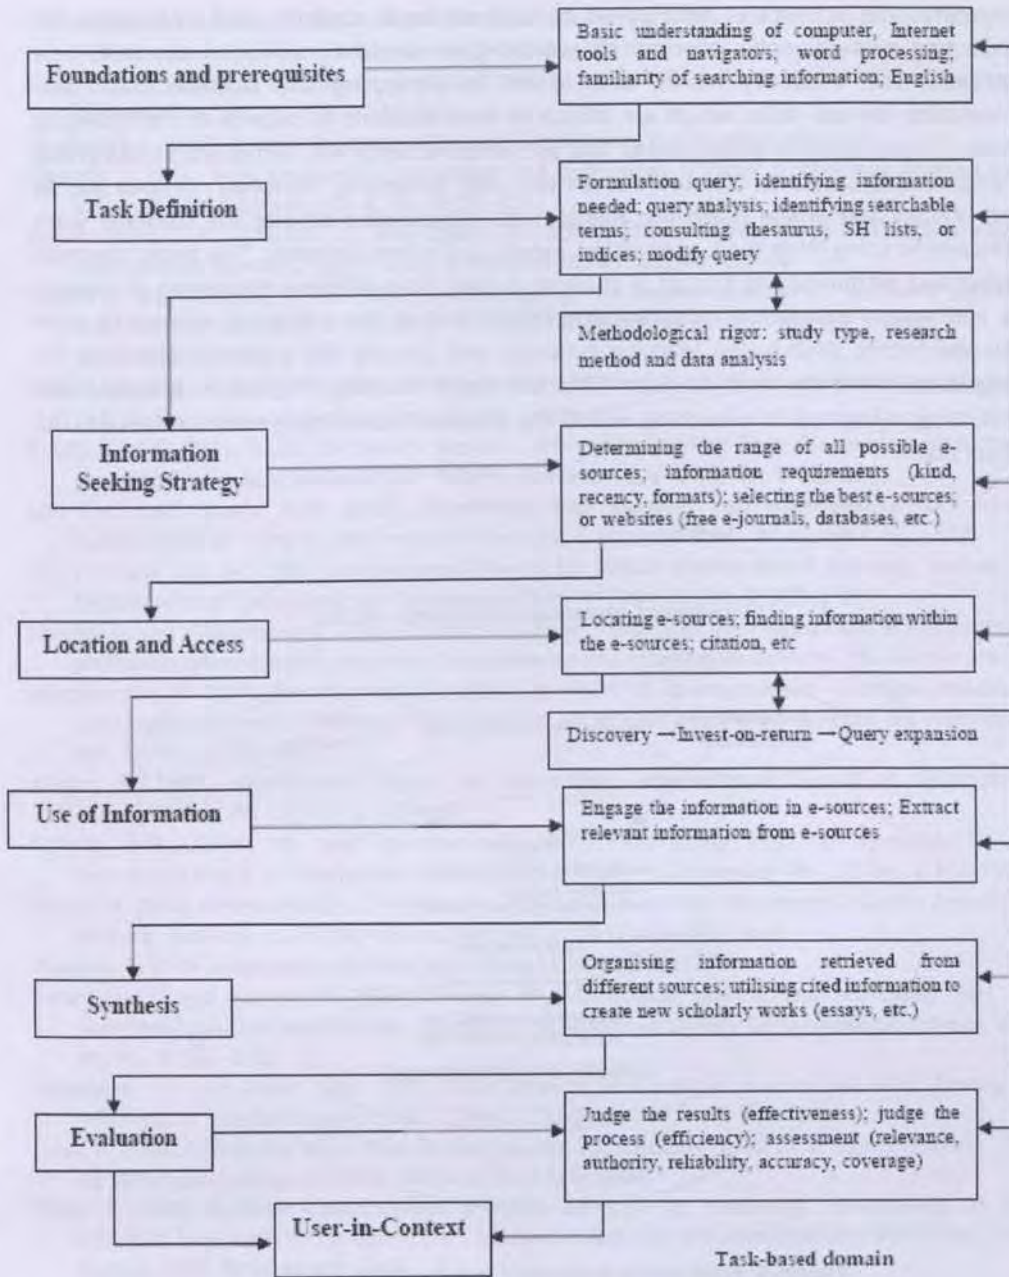 Foundations and prerequisites
Basic understanding of computer, Internet
tools and navigators; word processing;
familiarity of searching information; English
Task Definition
Formulation query; identifying information
needed; query analysis; identifying searchable
terms; consulting thesaurus, SH lists, or
indices; modify query
Methodological rigor: study type, research
method and data analysis
Information
Seeking Strategy
Determining the range of all possible e-
sources; information requirements (kind,
recency, formats); selecting the best e-sources;
or websites (free e-journals, databases, etc.)
Location and Access
Locating e-sources; finding information within
the e-sources; citation, etc
Discovery → Invest-on-return → Query expansion
Use of Information
Engage the information in e-sources; Extract
relevant information from e-sources
Synthesis
Organising information retrieved from
different sources; utilising cited information to
create new scholarly works (essays, etc.)
Evaluation
Judge the results (effectiveness); judge the
process (efficiency); assessment (relevance,
authority, reliability, accuracy, coverage)
User-in-Context
Task-based domain